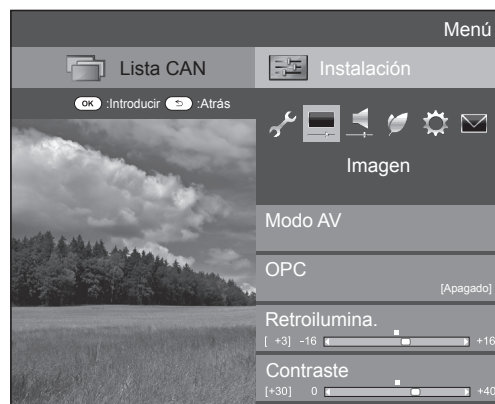 Menú
Lista CAN
Instalación
OK :Introducir :Atrás
Imagen
Modo AV
OPC
[Apagado]
Retroilumina.
[ +3] -16 +16
Contraste
[+30] 0 +40